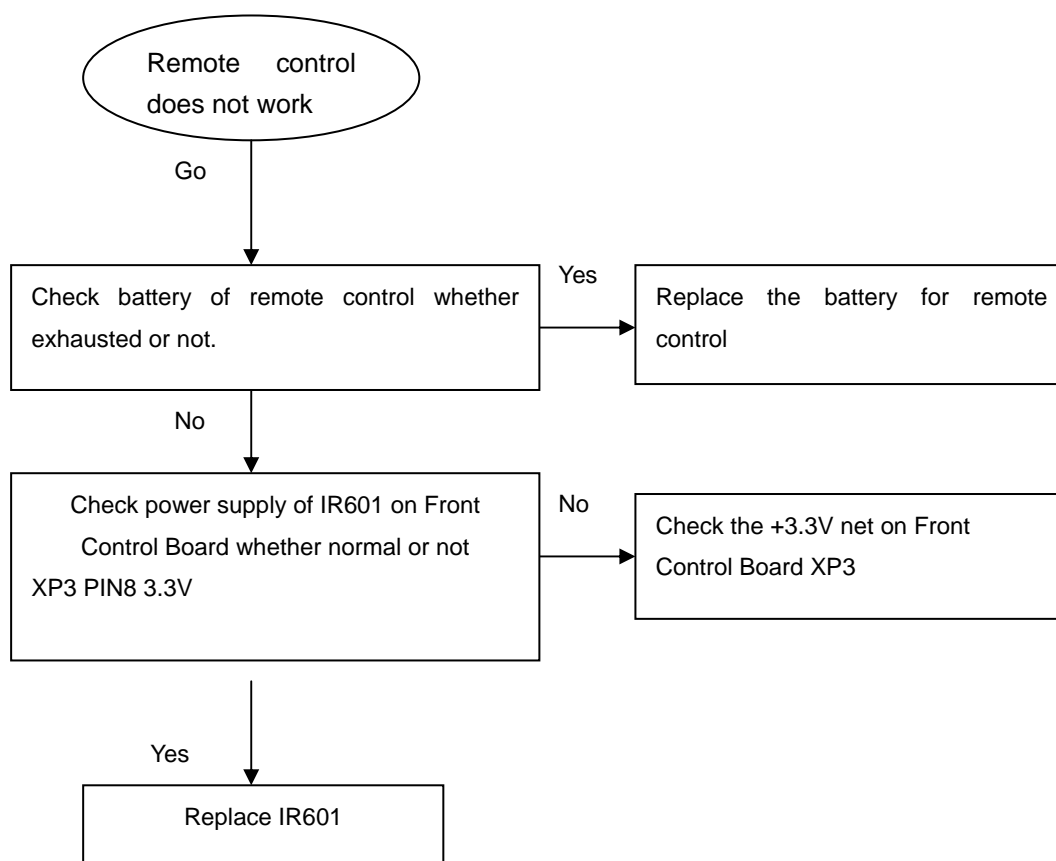 Remote control
does not work
Go
Check battery of remote control whether
exhausted or not.
Yes
Replace the battery for remote
control
No
Check power supply of IR601 on Front
Control Board whether normal or not
XP3 PIN8 3.3V
No
Check the +3.3V net on Front
Control Board XP3
Yes
Replace IR601